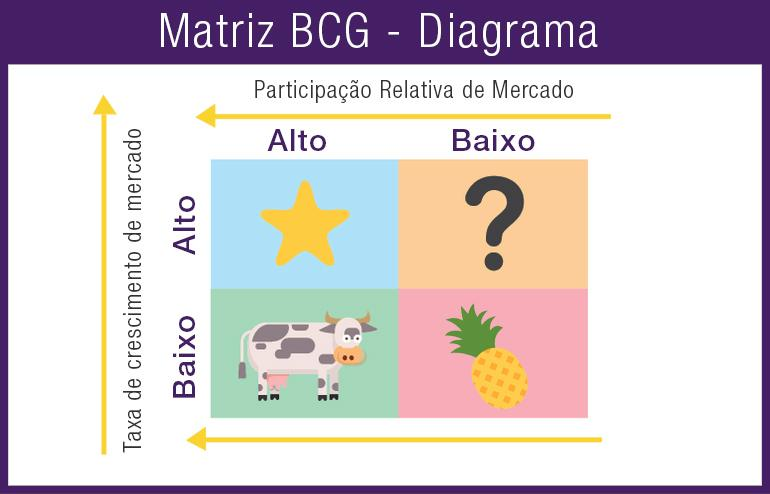 Matriz BCG - Diagrama
Participação Relativa de Mercado
Alto
Baixo
Taxa de crescimento de mercado
Alto
Baixo
?